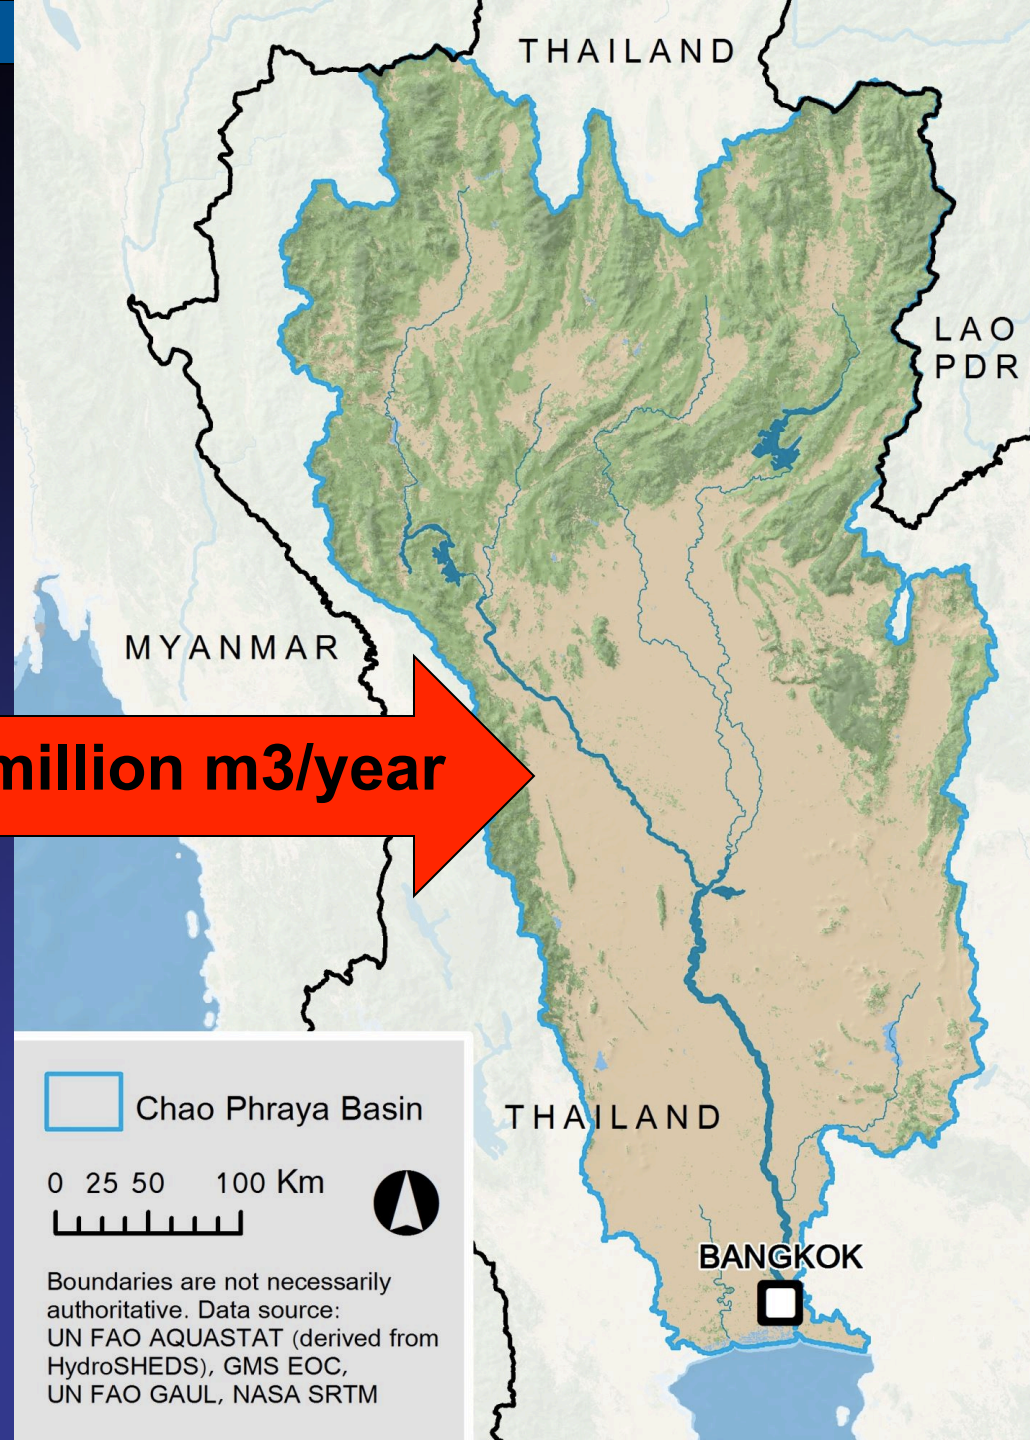 THAILAND
LAO
PDR
MYANMAR
million m3/year
Chao Phraya Basin
THAILAND
0 25 50 100 Km
BANGKOK
Boundaries are not necessarily
authoritative. Data source:
UN FAO AQUASTAT (derived from
HydroSHEDS), GMS EOC,
UN FAO GAUL, NASA SRTM